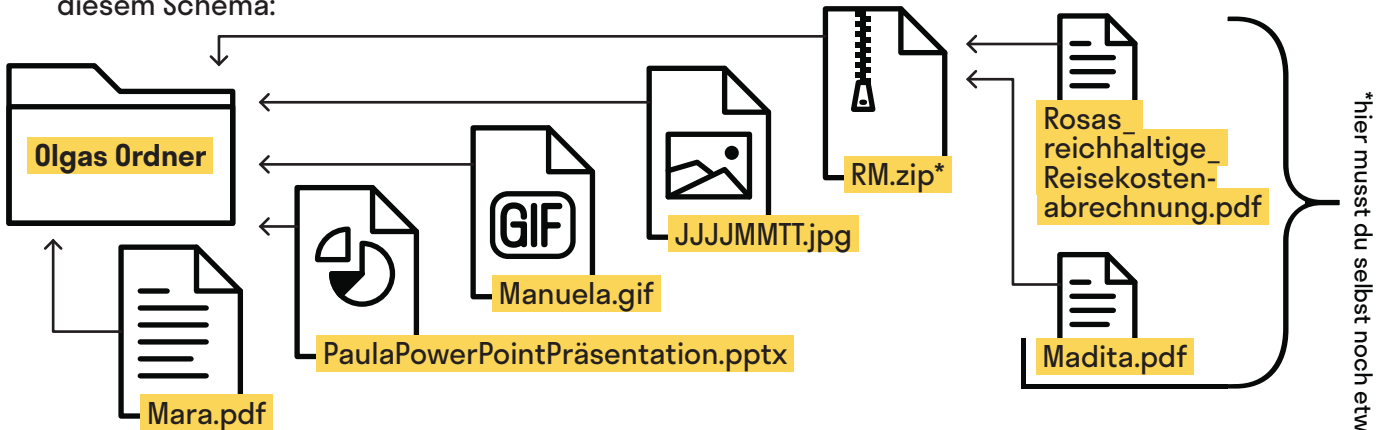 diesem Schema:
Olgas Ordner
RM.zip*
Rosas_
reichhaltige_
Reisekosten-
abrechnung.pdf
JJJJMMTT.jpg
GIF
Manuela.gif
PaulaPowerPointPräsentation.pptx
Madita.pdf
Mara.pdf
*hier musst du selbst noch etw